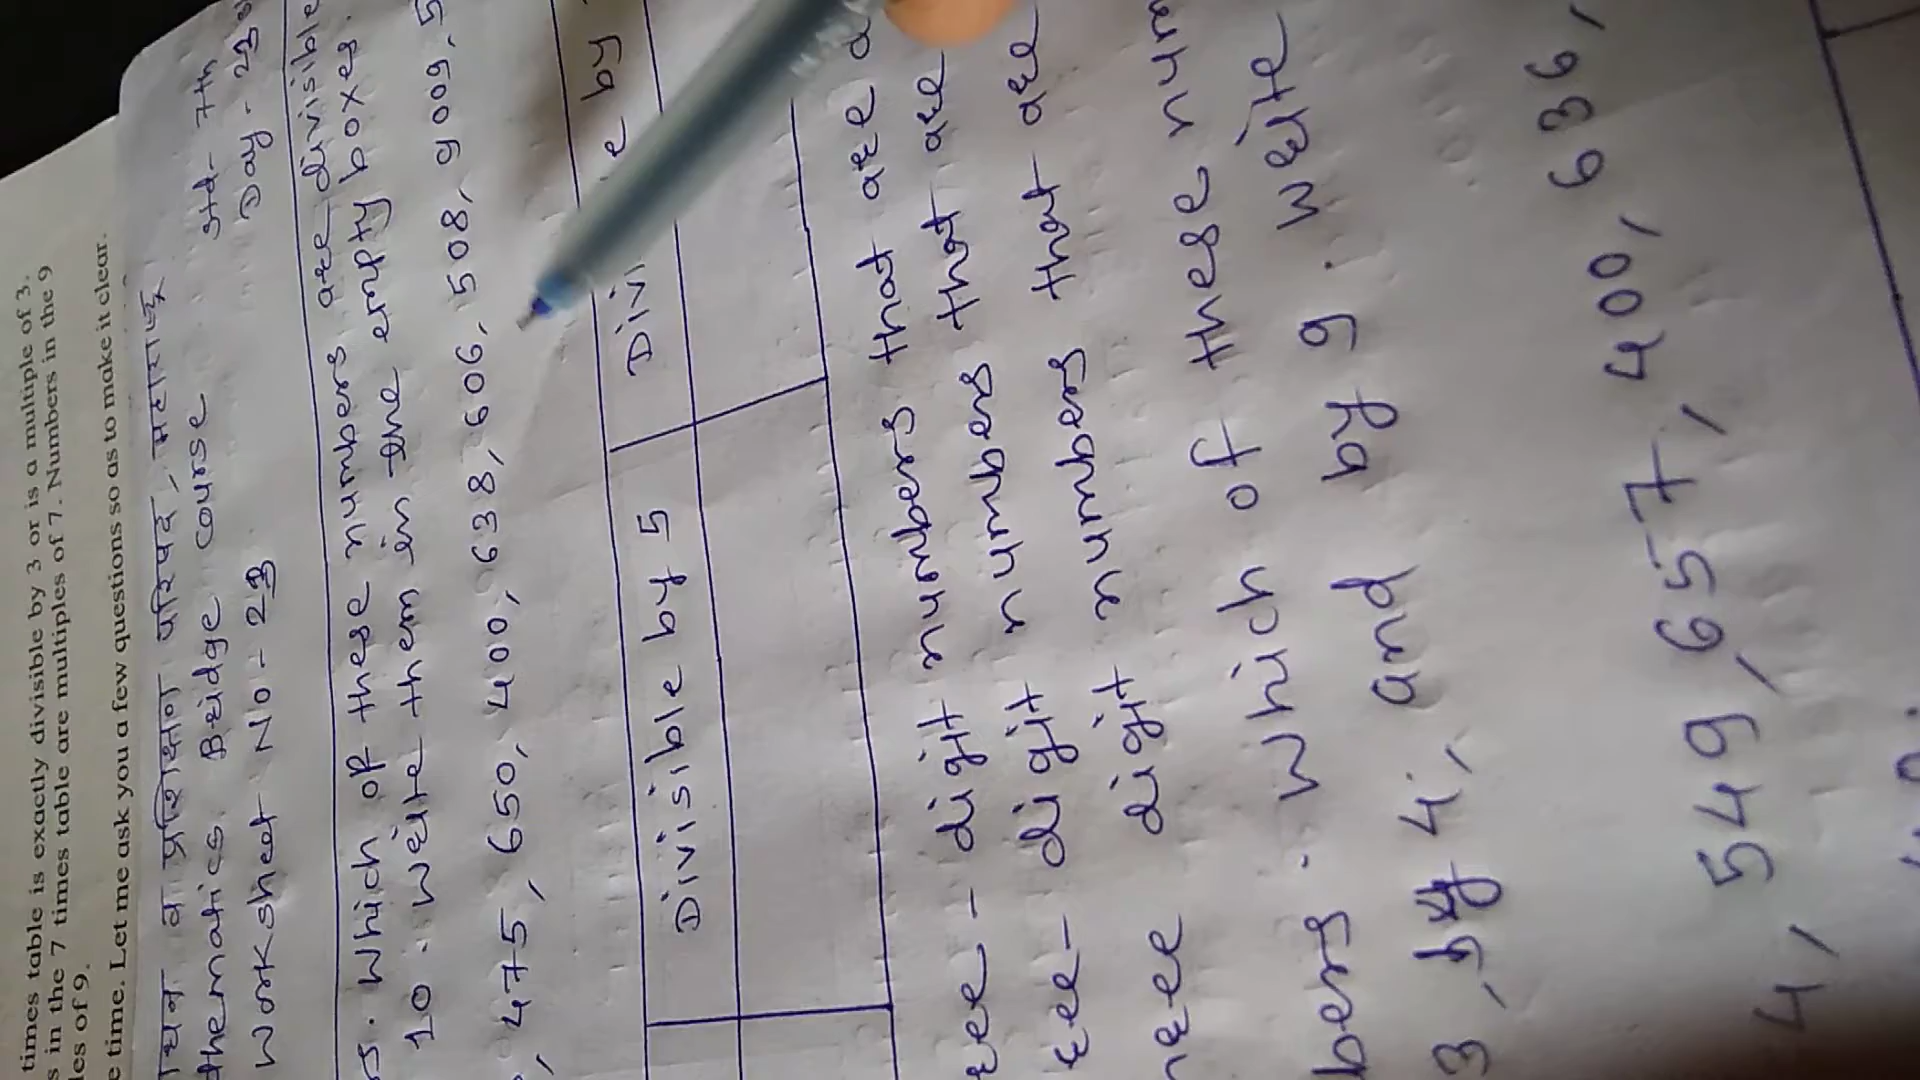 times table is exactly divisible by 3 or is a multiple of 3.
s in the 7 times table are multiples of 7. Numbers in the 9
les of 9.
e time. Let me ask you a few questions so as to make it clear.
व प्रशिक्षण परिषद, महाराष्ट्र
thematics. Bridge course std- 7th
Worksheet No- 23 Day- 23
s. Which of these numbers are divisible
10. write them in the empty boxes.
, 475, 650, 400, 638, 606, 508, 9009, 5
Divisible by 5 Divi e by
ee- digit numbers that are d
ee- digit numbers that are
ree digit numbers that are
bers. which of these num
3, by 4, and by 9. write
4, 549, 657, 400, 636,